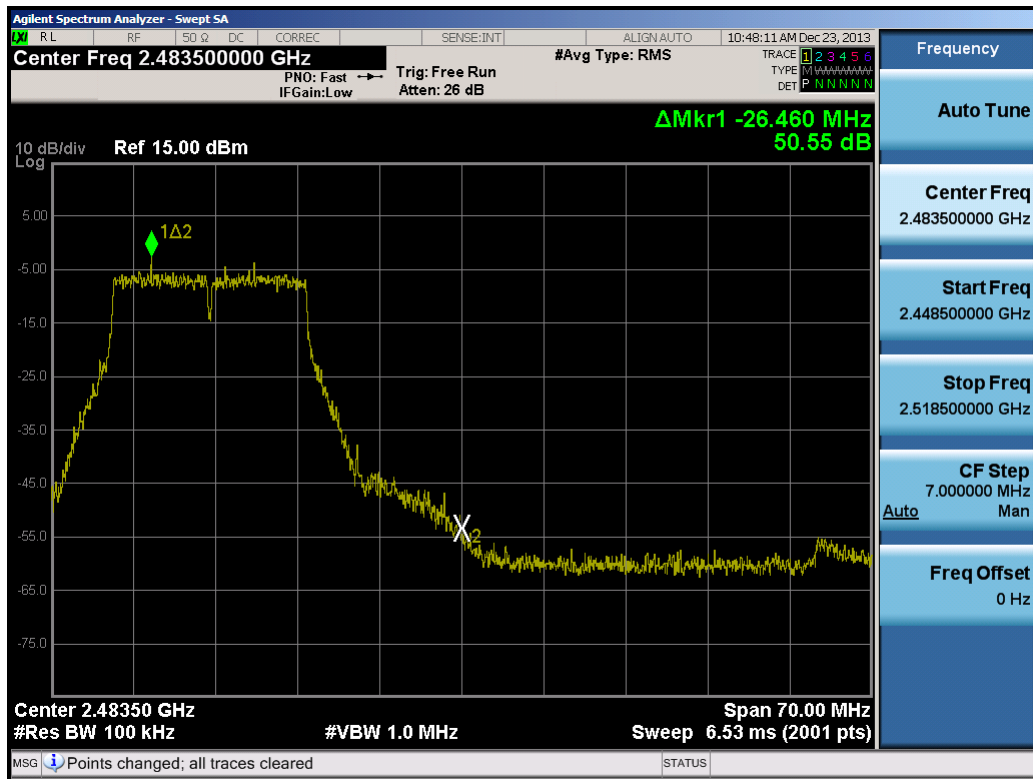 Agilent Spectrum Analyzer - Swept SA
LXI RL RF 50 Ω DC CORREC SENSE:INT ALIGNAUTO 10:48:11 AM Dec 23, 2013
Center Freq 2.483500000 GHz
PNO: Fast
IFGain:Low
Trig: Free Run
Atten: 26 dB
#Avg Type: RMS
TRACE 1 2 3 4 5 6
TYPE M WWWWW
DET P N N N N N
ΔMkr1 -26.460 MHz
50.55 dB
10 dB/div Ref 15.00 dBm
Log
5.00
-5.00
-15.0
-25.0
-35.0
-45.0
-55.0
-65.0
-75.0
1Δ2
X2
Center 2.48350 GHz
Span 70.00 MHz
#Res BW 100 kHz
#VBW 1.0 MHz
Sweep 6.53 ms (2001 pts)
MSG Points changed; all traces cleared
STATUS
Frequency
Auto Tune
Center Freq
2.483500000 GHz
Start Freq
2.448500000 GHz
Stop Freq
2.518500000 GHz
CF Step
7.000000 MHz
Auto Man
Freq Offset
0 Hz